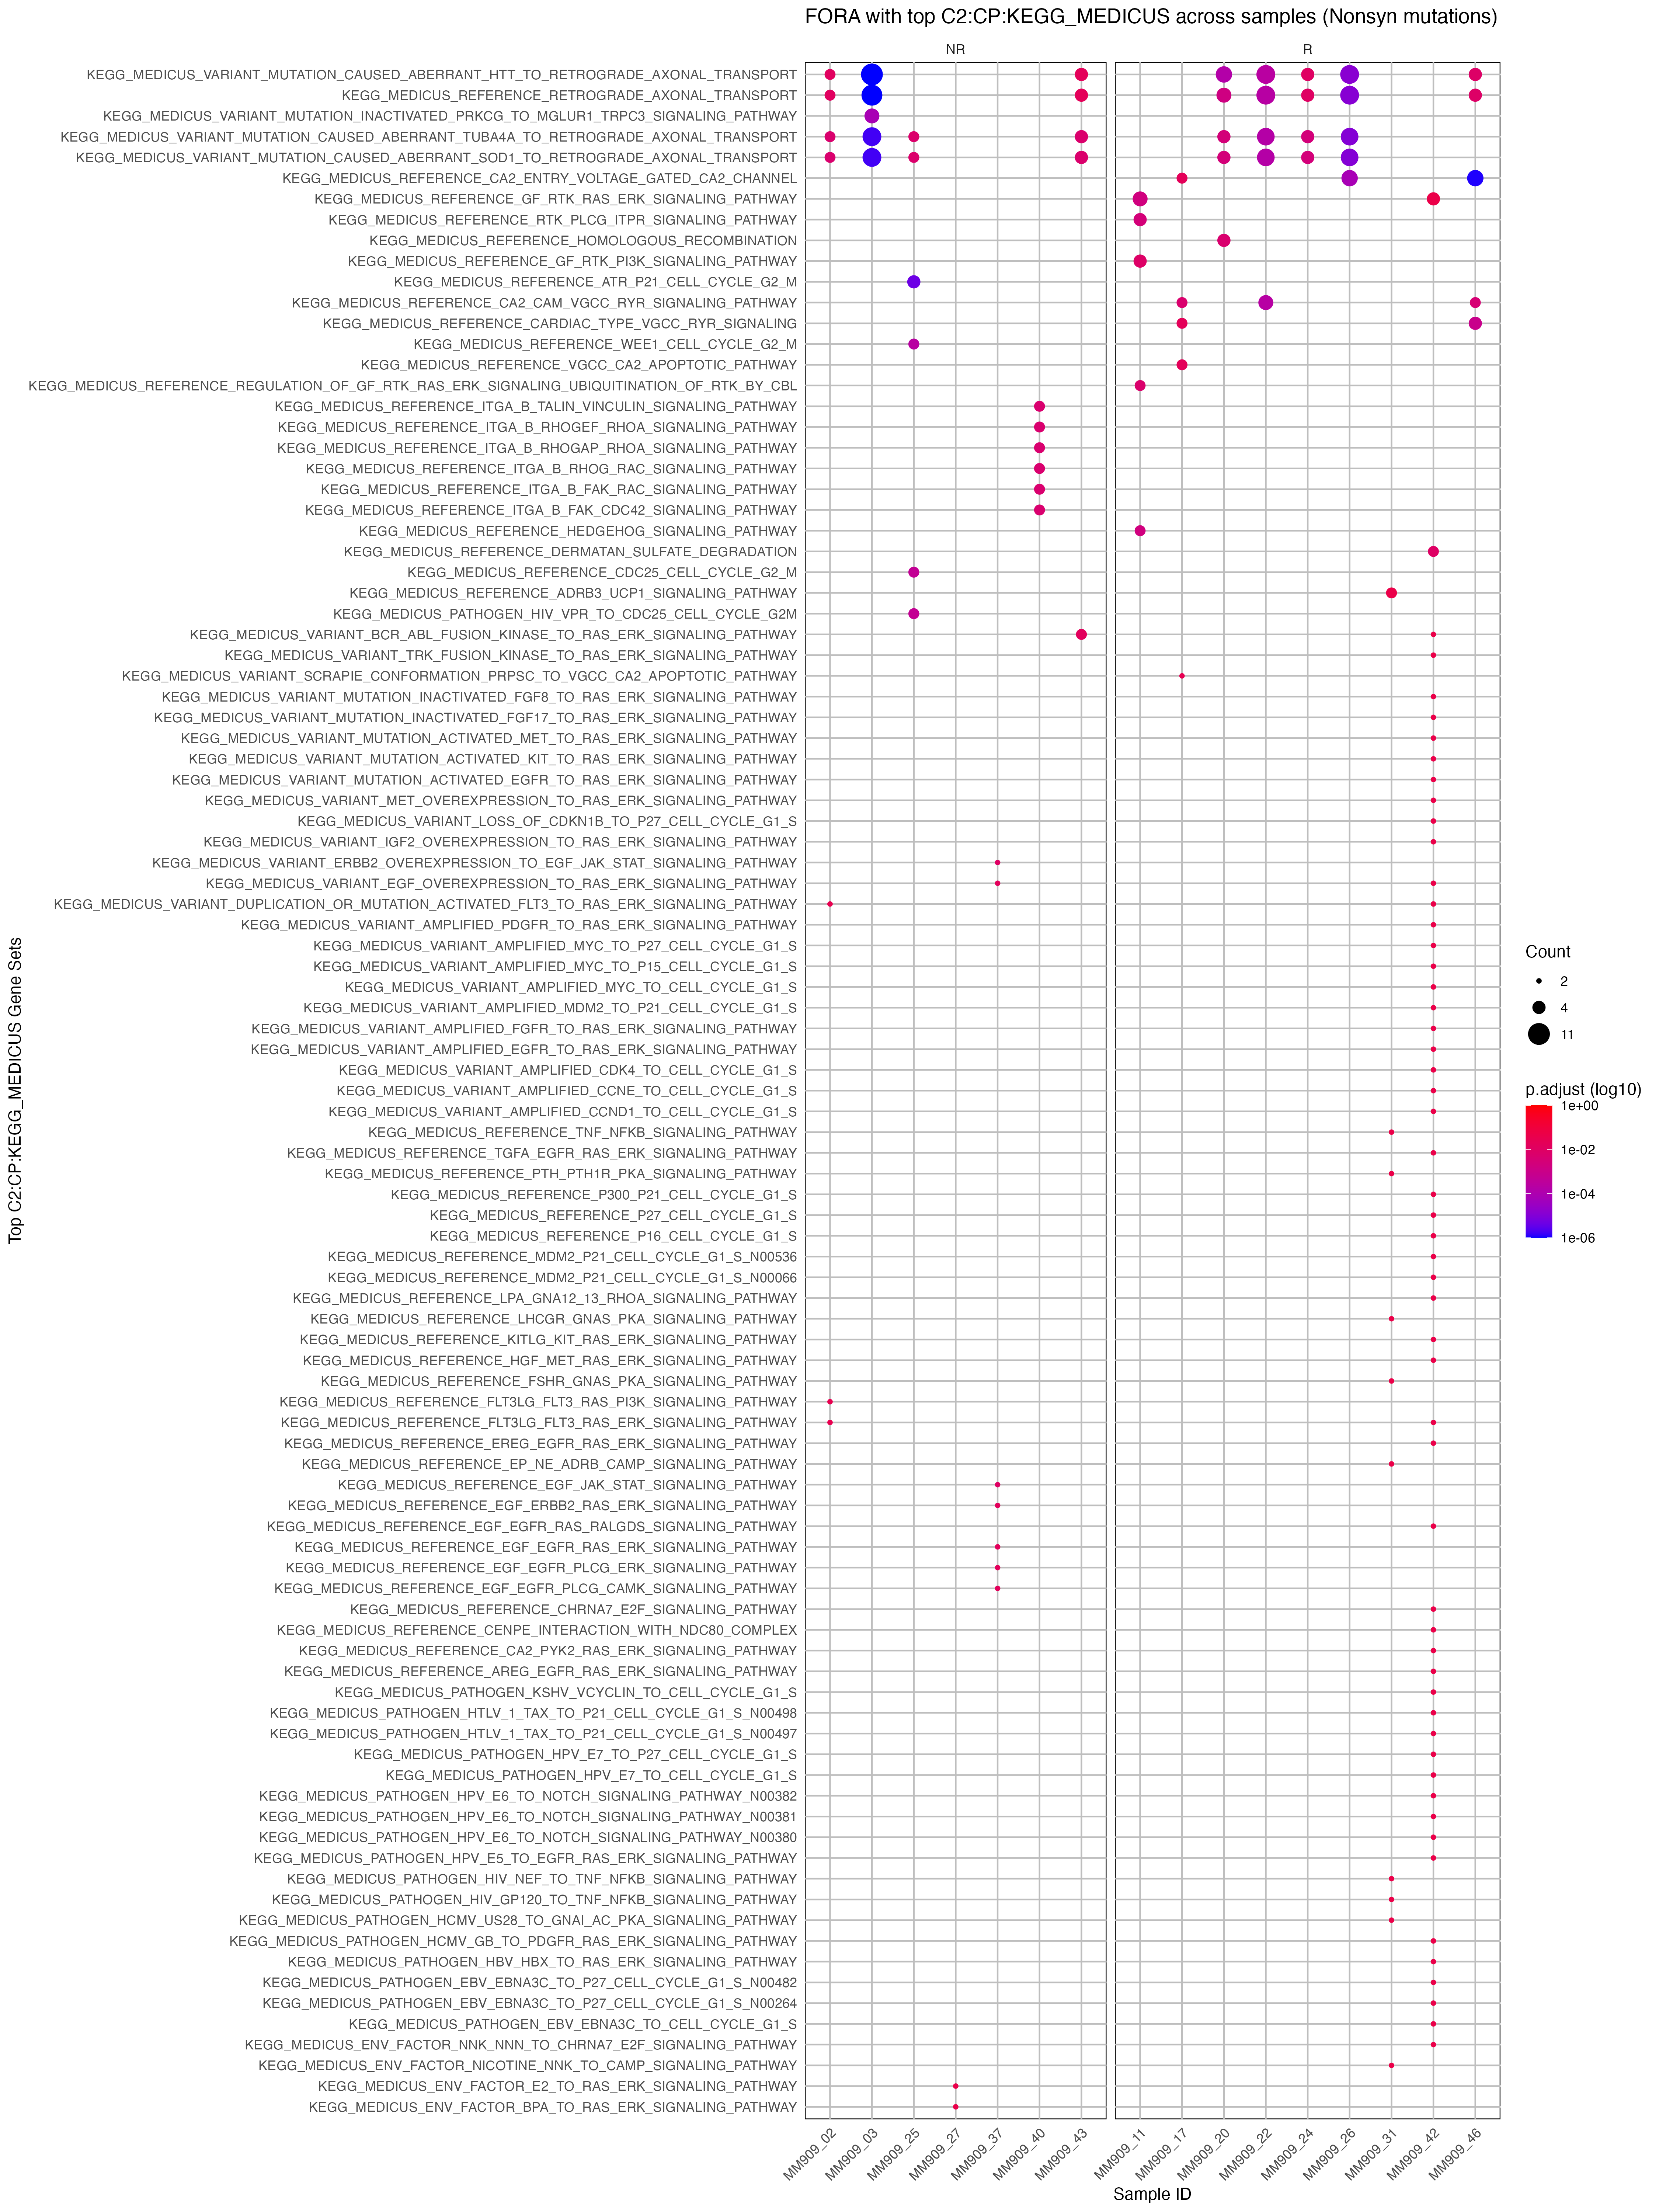 FORA with top C2:CP:KEGG_MEDICUS across samples (Nonsyn mutations)
NR
R
KEGG_MEDICUS_VARIANT_MUTATION_CAUSED_ABERRANT_HTT_TO_RETROGRADE_AXONAL_TRANSPORT
KEGG_MEDICUS_REFERENCE_RETROGRADE_AXONAL_TRANSPORT
KEGG_MEDICUS_VARIANT_MUTATION_INACTIVATED_PRKCG_TO_MGLUR1_TRPC3_SIGNALING_PATHWAY
KEGG_MEDICUS_VARIANT_MUTATION_CAUSED_ABERRANT_TUBA4A_TO_RETROGRADE_AXONAL_TRANSPORT
KEGG_MEDICUS_VARIANT_MUTATION_CAUSED_ABERRANT_SOD1_TO_RETROGRADE_AXONAL_TRANSPORT
KEGG_MEDICUS_REFERENCE_CA2_ENTRY_VOLTAGE_GATED_CA2_CHANNEL
KEGG_MEDICUS_REFERENCE_GF_RTK_RAS_ERK_SIGNALING_PATHWAY
KEGG_MEDICUS_REFERENCE_RTK_PLCG_ITPR_SIGNALING_PATHWAY
KEGG_MEDICUS_REFERENCE_HOMOLOGOUS_RECOMBINATION
KEGG_MEDICUS_REFERENCE_GF_RTK_PI3K_SIGNALING_PATHWAY
KEGG_MEDICUS_REFERENCE_ATR_P21_CELL_CYCLE_G2_M
KEGG_MEDICUS_REFERENCE_CA2_CAM_VGCC_RYR_SIGNALING_PATHWAY
KEGG_MEDICUS_REFERENCE_CARDIAC_TYPE_VGCC_RYR_SIGNALING
KEGG_MEDICUS_REFERENCE_WEE1_CELL_CYCLE_G2_M
KEGG_MEDICUS_REFERENCE_VGCC_CA2_APOPTOTIC_PATHWAY
KEGG_MEDICUS_REFERENCE_REGULATION_OF_GF_RTK_RAS_ERK_SIGNALING_UBIQUITINATION_OF_RTK_BY_CBL
KEGG_MEDICUS_REFERENCE_ITGA_B_TALIN_VINCULIN_SIGNALING_PATHWAY
KEGG_MEDICUS_REFERENCE_ITGA_B_RHOGEF_RHOA_SIGNALING_PATHWAY
KEGG_MEDICUS_REFERENCE_ITGA_B_RHOGAP_RHOA_SIGNALING_PATHWAY
KEGG_MEDICUS_REFERENCE_ITGA_B_RHOG_RAC_SIGNALING_PATHWAY
KEGG_MEDICUS_REFERENCE_ITGA_B_FAK_RAC_SIGNALING_PATHWAY
KEGG_MEDICUS_REFERENCE_ITGA_B_FAK_CDC42_SIGNALING_PATHWAY
KEGG_MEDICUS_REFERENCE_HEDGEHOG_SIGNALING_PATHWAY
KEGG_MEDICUS_REFERENCE_DERMATAN_SULFATE_DEGRADATION
KEGG_MEDICUS_REFERENCE_CDC25_CELL_CYCLE_G2_M
KEGG_MEDICUS_REFERENCE_ADRB3_UCP1_SIGNALING_PATHWAY
KEGG_MEDICUS_PATHOGEN_HIV_VPR_TO_CDC25_CELL_CYCLE_G2M
KEGG_MEDICUS_VARIANT_BCR_ABL_FUSION_KINASE_TO_RAS_ERK_SIGNALING_PATHWAY
KEGG_MEDICUS_VARIANT_TRK_FUSION_KINASE_TO_RAS_ERK_SIGNALING_PATHWAY
KEGG_MEDICUS_VARIANT_SCRAPIE_CONFORMATION_PRPSC_TO_VGCC_CA2_APOPTOTIC_PATHWAY
KEGG_MEDICUS_VARIANT_MUTATION_INACTIVATED_FGF8_TO_RAS_ERK_SIGNALING_PATHWAY
KEGG_MEDICUS_VARIANT_MUTATION_INACTIVATED_FGF17_TO_RAS_ERK_SIGNALING_PATHWAY
KEGG_MEDICUS_VARIANT_MUTATION_ACTIVATED_MET_TO_RAS_ERK_SIGNALING_PATHWAY
KEGG_MEDICUS_VARIANT_MUTATION_ACTIVATED_KIT_TO_RAS_ERK_SIGNALING_PATHWAY
KEGG_MEDICUS_VARIANT_MUTATION_ACTIVATED_EGFR_TO_RAS_ERK_SIGNALING_PATHWAY
KEGG_MEDICUS_VARIANT_MET_OVEREXPRESSION_TO_RAS_ERK_SIGNALING_PATHWAY
KEGG_MEDICUS_VARIANT_LOSS_OF_CDKN1B_TO_P27_CELL_CYCLE_G1_S
KEGG_MEDICUS_VARIANT_IGF2_OVEREXPRESSION_TO_RAS_ERK_SIGNALING_PATHWAY
KEGG_MEDICUS_VARIANT_ERBB2_OVEREXPRESSION_TO_EGF_JAK_STAT_SIGNALING_PATHWAY
KEGG_MEDICUS_VARIANT_EGF_OVEREXPRESSION_TO_RAS_ERK_SIGNALING_PATHWAY
KEGG_MEDICUS_VARIANT_DUPLICATION_OR_MUTATION_ACTIVATED_FLT3_TO_RAS_ERK_SIGNALING_PATHWAY
KEGG_MEDICUS_VARIANT_AMPLIFIED_PDGFR_TO_RAS_ERK_SIGNALING_PATHWAY
KEGG_MEDICUS_VARIANT_AMPLIFIED_MYC_TO_P27_CELL_CYCLE_G1_S
KEGG_MEDICUS_VARIANT_AMPLIFIED_MYC_TO_P15_CELL_CYCLE_G1_S
KEGG_MEDICUS_VARIANT_AMPLIFIED_MYC_TO_CELL_CYCLE_G1_S
KEGG_MEDICUS_VARIANT_AMPLIFIED_MDM2_TO_P21_CELL_CYCLE_G1_S
KEGG_MEDICUS_VARIANT_AMPLIFIED_FGFR_TO_RAS_ERK_SIGNALING_PATHWAY
KEGG_MEDICUS_VARIANT_AMPLIFIED_EGFR_TO_RAS_ERK_SIGNALING_PATHWAY
KEGG_MEDICUS_VARIANT_AMPLIFIED_CDK4_TO_CELL_CYCLE_G1_S
KEGG_MEDICUS_VARIANT_AMPLIFIED_CCNE_TO_CELL_CYCLE_G1_S
KEGG_MEDICUS_VARIANT_AMPLIFIED_CCND1_TO_CELL_CYCLE_G1_S
KEGG_MEDICUS_REFERENCE_TNF_NFKB_SIGNALING_PATHWAY
KEGG_MEDICUS_REFERENCE_TGFA_EGFR_RAS_ERK_SIGNALING_PATHWAY
KEGG_MEDICUS_REFERENCE_PTH_PTH1R_PKA_SIGNALING_PATHWAY
KEGG_MEDICUS_REFERENCE_P300_P21_CELL_CYCLE_G1_S
KEGG_MEDICUS_REFERENCE_P27_CELL_CYCLE_G1_S
KEGG_MEDICUS_REFERENCE_P16_CELL_CYCLE_G1_S
KEGG_MEDICUS_REFERENCE_MDM2_P21_CELL_CYCLE_G1_S_N00536
KEGG_MEDICUS_REFERENCE_MDM2_P21_CELL_CYCLE_G1_S_N00066
KEGG_MEDICUS_REFERENCE_LPA_GNA12_13_RHOA_SIGNALING_PATHWAY
KEGG_MEDICUS_REFERENCE_LHCGR_GNAS_PKA_SIGNALING_PATHWAY
KEGG_MEDICUS_REFERENCE_KITLG_KIT_RAS_ERK_SIGNALING_PATHWAY
KEGG_MEDICUS_REFERENCE_HGF_MET_RAS_ERK_SIGNALING_PATHWAY
KEGG_MEDICUS_REFERENCE_FSHR_GNAS_PKA_SIGNALING_PATHWAY
KEGG_MEDICUS_REFERENCE_FLT3LG_FLT3_RAS_PI3K_SIGNALING_PATHWAY
KEGG_MEDICUS_REFERENCE_FLT3LG_FLT3_RAS_ERK_SIGNALING_PATHWAY
KEGG_MEDICUS_REFERENCE_EREG_EGFR_RAS_ERK_SIGNALING_PATHWAY
KEGG_MEDICUS_REFERENCE_EP_NE_ADRB_CAMP_SIGNALING_PATHWAY
KEGG_MEDICUS_REFERENCE_EGF_JAK_STAT_SIGNALING_PATHWAY
KEGG_MEDICUS_REFERENCE_EGF_ERBB2_RAS_ERK_SIGNALING_PATHWAY
KEGG_MEDICUS_REFERENCE_EGF_EGFR_RAS_RALGDS_SIGNALING_PATHWAY
KEGG_MEDICUS_REFERENCE_EGF_EGFR_RAS_ERK_SIGNALING_PATHWAY
KEGG_MEDICUS_REFERENCE_EGF_EGFR_PLCG_ERK_SIGNALING_PATHWAY
KEGG_MEDICUS_REFERENCE_EGF_EGFR_PLCG_CAMK_SIGNALING_PATHWAY
KEGG_MEDICUS_REFERENCE_CHRNA7_E2F_SIGNALING_PATHWAY
KEGG_MEDICUS_REFERENCE_CENPE_INTERACTION_WITH_NDC80_COMPLEX
KEGG_MEDICUS_REFERENCE_CA2_PYK2_RAS_ERK_SIGNALING_PATHWAY
KEGG_MEDICUS_REFERENCE_AREG_EGFR_RAS_ERK_SIGNALING_PATHWAY
KEGG_MEDICUS_PATHOGEN_KSHV_VCYCLIN_TO_CELL_CYCLE_G1_S
KEGG_MEDICUS_PATHOGEN_HTLV_1_TAX_TO_P21_CELL_CYCLE_G1_S_N00498
KEGG_MEDICUS_PATHOGEN_HTLV_1_TAX_TO_P21_CELL_CYCLE_G1_S_N00497
KEGG_MEDICUS_PATHOGEN_HPV_E7_TO_P27_CELL_CYCLE_G1_S
KEGG_MEDICUS_PATHOGEN_HPV_E7_TO_CELL_CYCLE_G1_S
KEGG_MEDICUS_PATHOGEN_HPV_E6_TO_NOTCH_SIGNALING_PATHWAY_N00382
KEGG_MEDICUS_PATHOGEN_HPV_E6_TO_NOTCH_SIGNALING_PATHWAY_N00381
KEGG_MEDICUS_PATHOGEN_HPV_E6_TO_NOTCH_SIGNALING_PATHWAY_N00380
KEGG_MEDICUS_PATHOGEN_HPV_E5_TO_EGFR_RAS_ERK_SIGNALING_PATHWAY
KEGG_MEDICUS_PATHOGEN_HIV_NEF_TO_TNF_NFKB_SIGNALING_PATHWAY
KEGG_MEDICUS_PATHOGEN_HIV_GP120_TO_TNF_NFKB_SIGNALING_PATHWAY
KEGG_MEDICUS_PATHOGEN_HCMV_US28_TO_GNAI_AC_PKA_SIGNALING_PATHWAY
KEGG_MEDICUS_PATHOGEN_HCMV_GB_TO_PDGFR_RAS_ERK_SIGNALING_PATHWAY
KEGG_MEDICUS_PATHOGEN_HBV_HBX_TO_RAS_ERK_SIGNALING_PATHWAY
KEGG_MEDICUS_PATHOGEN_EBV_EBNA3C_TO_P27_CELL_CYCLE_G1_S_N00482
KEGG_MEDICUS_PATHOGEN_EBV_EBNA3C_TO_P27_CELL_CYCLE_G1_S_N00264
KEGG_MEDICUS_PATHOGEN_EBV_EBNA3C_TO_CELL_CYCLE_G1_S
KEGG_MEDICUS_ENV_FACTOR_NNK_NNN_TO_CHRNA7_E2F_SIGNALING_PATHWAY
KEGG_MEDICUS_ENV_FACTOR_NICOTINE_NNK_TO_CAMP_SIGNALING_PATHWAY
KEGG_MEDICUS_ENV_FACTOR_E2_TO_RAS_ERK_SIGNALING_PATHWAY
KEGG_MEDICUS_ENV_FACTOR_BPA_TO_RAS_ERK_SIGNALING_PATHWAY
Top C2:CP:KEGG_MEDICUS Gene Sets
MM909_02
MM909_03
MM909_25
MM909_27
MM909_37
MM909_40
MM909_43
MM909_11
MM909_17
MM909_20
MM909_22
MM909_24
MM909_26
MM909_31
MM909_42
MM909_46
Sample ID
Count
2
4
11
p.adjust (log10)
1e+00
1e-02
1e-04
1e-06